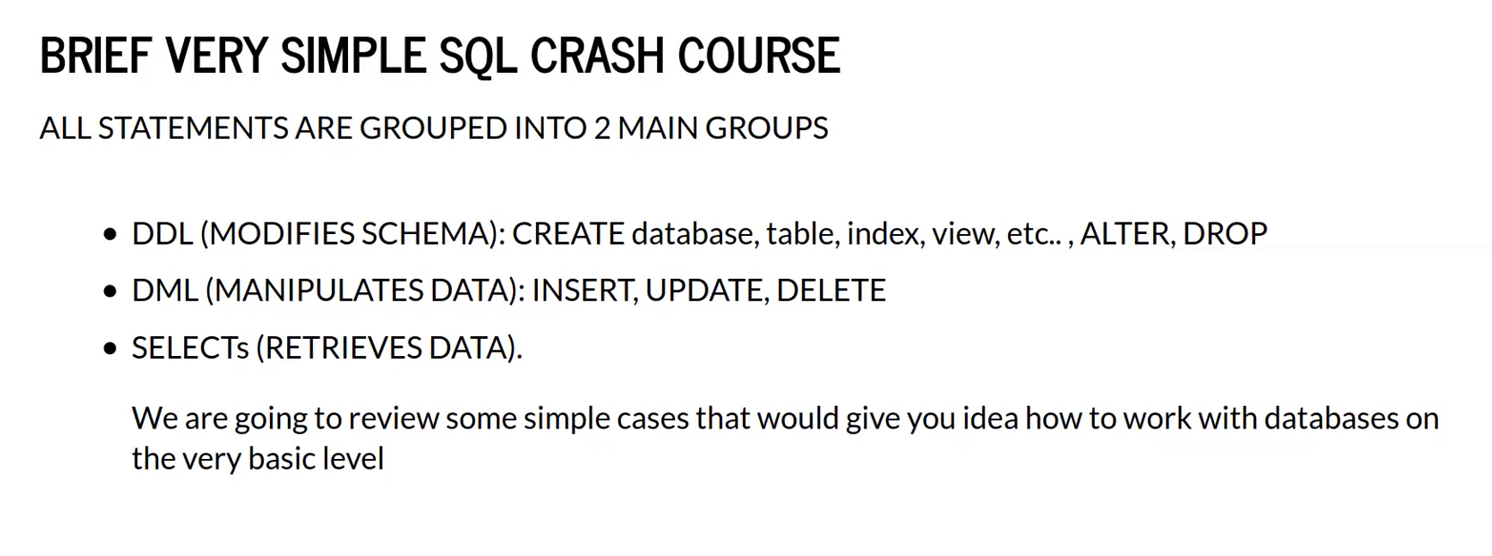 BRIEF VERY SIMPLE SQL CRASH COURSE
ALL STATEMENTS ARE GROUPED INTO 2 MAIN GROUPS
• DDL (MODIFIES SCHEMA): CREATE database, table, index, view, etc.. , ALTER, DROP
• DML (MANIPULATES DATA): INSERT, UPDATE, DELETE
• SELECTs (RETRIEVES DATA).
We are going to review some simple cases that would give you idea how to work with databases on
the very basic level